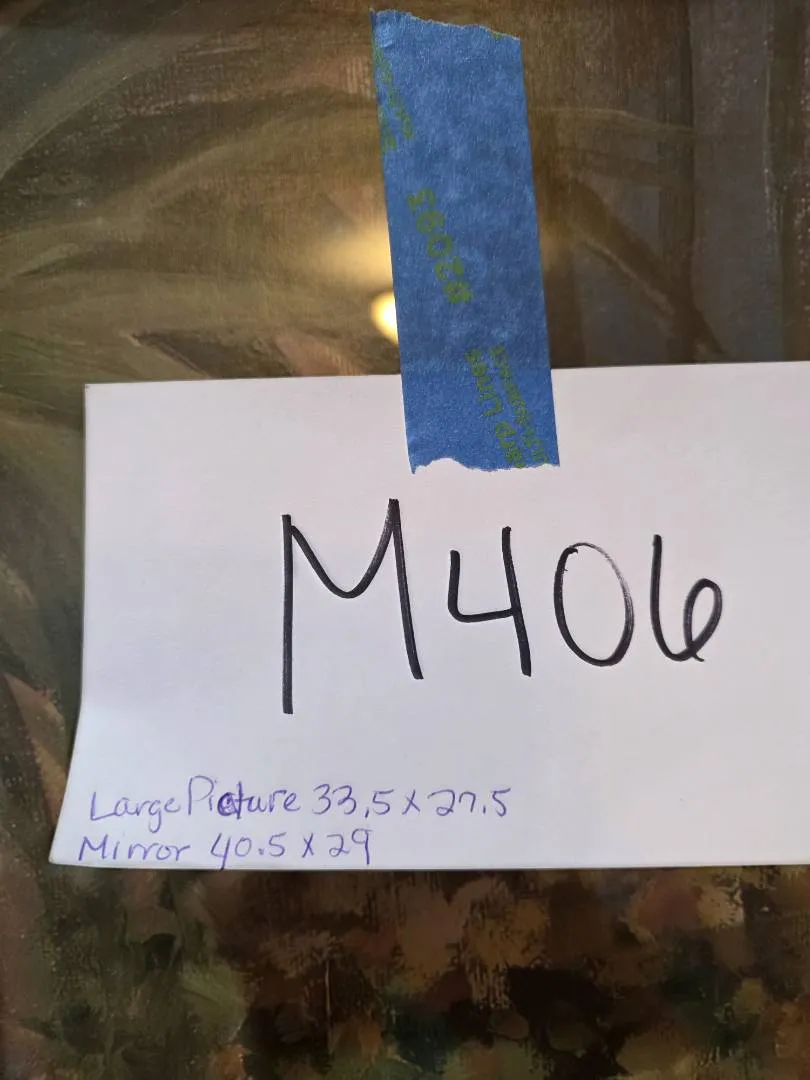 M406
Large Picture 33.5 x 27.5
Mirror 40.5 x 29